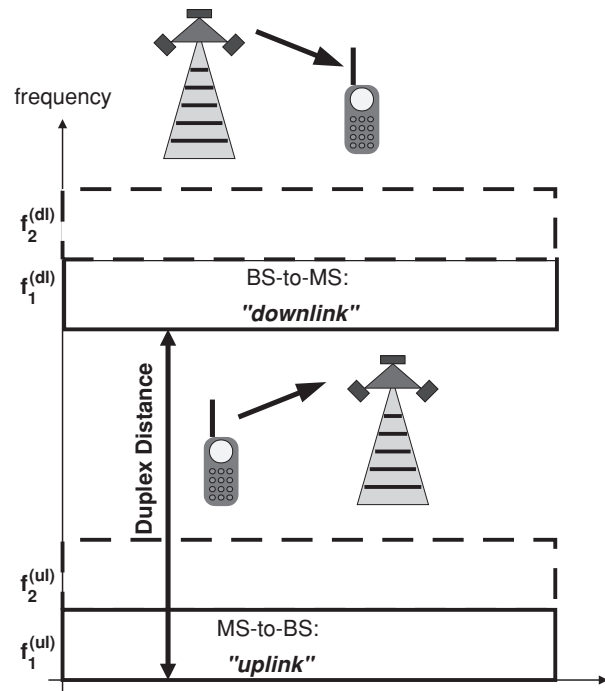 frequency
f2(dl)
f1(dl)
BS-to-MS:
"downlink"
Duplex Distance
f2(ul)
f1(ul)
MS-to-BS:
"uplink"